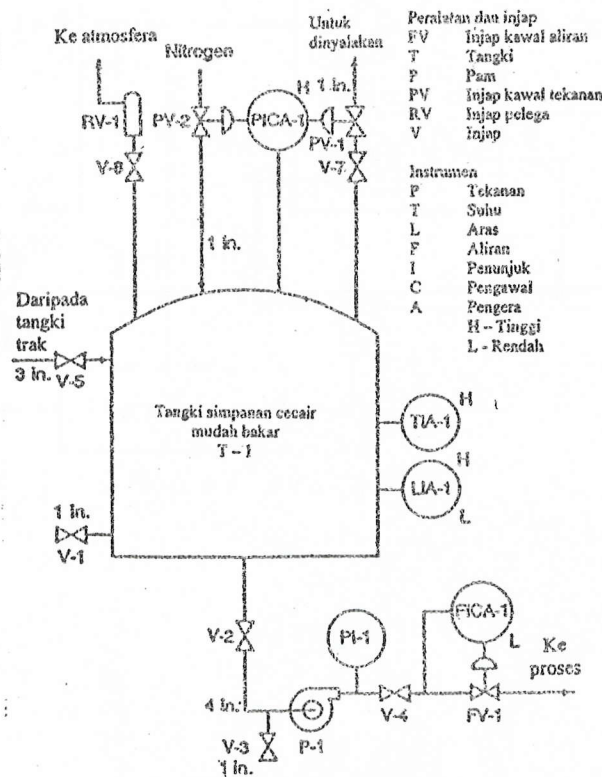 Ke atmosfera
Nitrogen
Untuk
dinyalakan
H 1 in.
RV-1
PV-2
PICA-1
PV-1
V-8
V-7
1 in.
Peralatan dan injap
FV Injap kawal aliran
T Tangki
P Pam
PV Injap kawal tekanan
RV Injap pelega
V Injap
Instrumen
P Tekanan
T Suhu
L Aras
F Aliran
I Penunjuk
C Pengawal
A Pengera
H – Tinggi
L - Rendah
Daripada
tangki
trak
3 in.
V-5
Tangki simpanan cecair
mudah bakar
T – 1
H
TIA-1
H
LIA-1
L
1 in.
V-1
V-2
PI-1
FICA-1
L
Ke
proses
4 in.
V-4
FV-1
V-3
P-1
1 in.